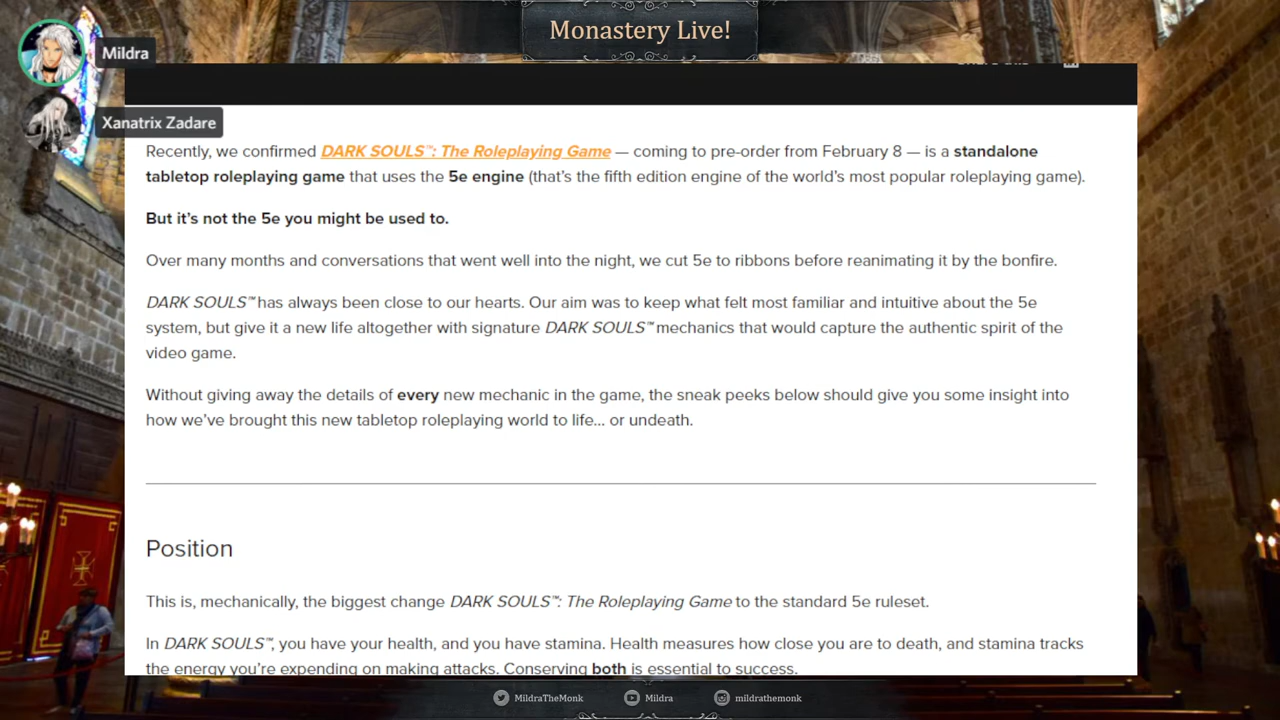 Monastery Live!
Mildra
Xanatrix Zadare
Recently, we confirmed DARK SOULS™: The Roleplaying Game — coming to pre-order from February 8 — is a standalone
tabletop roleplaying game that uses the 5e engine (that's the fifth edition engine of the world's most popular roleplaying game).
But it's not the 5e you might be used to.
Over many months and conversations that went well into the night, we cut 5e to ribbons before reanimating it by the bonfire.
DARK SOULS™ has always been close to our hearts. Our aim was to keep what felt most familiar and intuitive about the 5e
system, but give it a new life altogether with signature DARK SOULS™ mechanics that would capture the authentic spirit of the
video game.
Without giving away the details of every new mechanic in the game, the sneak peeks below should give you some insight into
how we've brought this new tabletop roleplaying world to life... or undeath.
Position
This is, mechanically, the biggest change DARK SOULS™: The Roleplaying Game to the standard 5e ruleset.
In DARK SOULS™, you have your health, and you have stamina. Health measures how close you are to death, and stamina tracks
the energy you're expending on making attacks. Conserving both is essential to success.
MildraTheMonk
Mildra
mildrathemonk